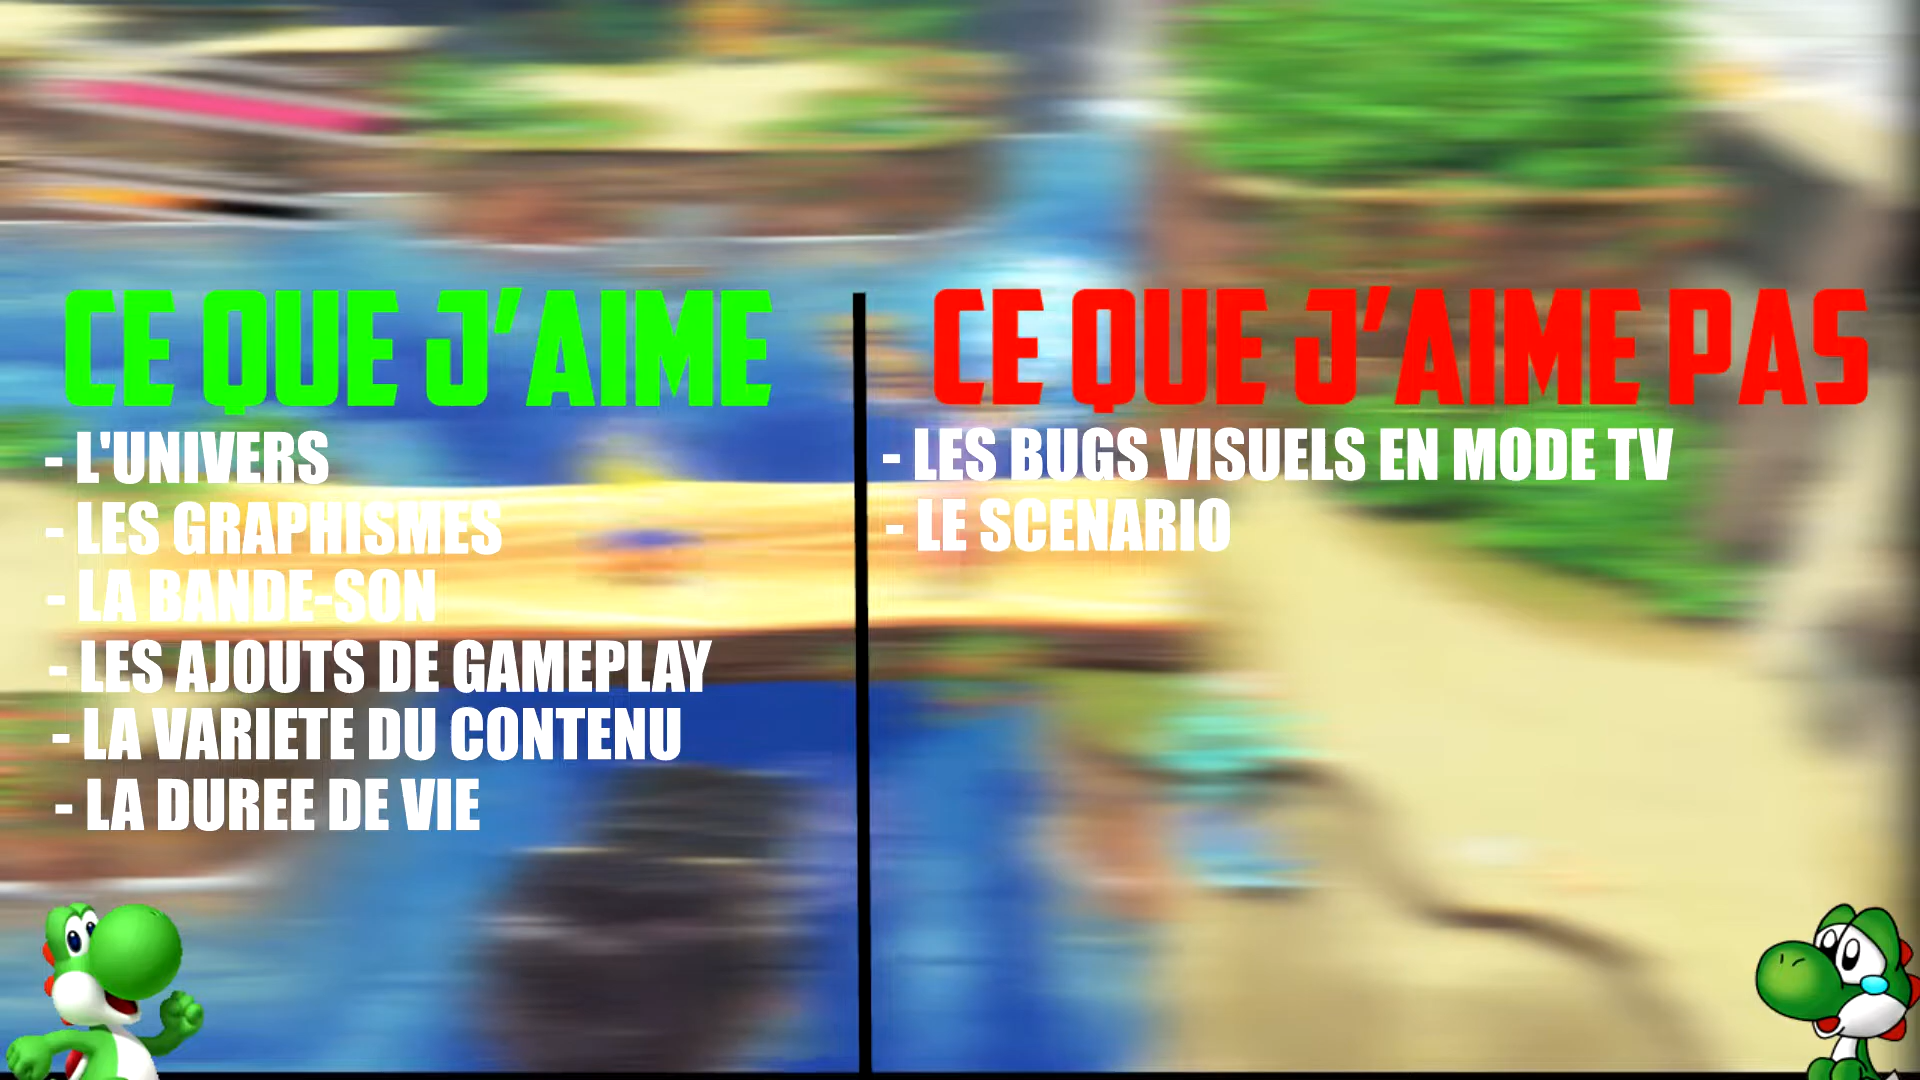 CE QUE J'AIME
- L'UNIVERS
- LES GRAPHISMES
- LA BANDE-SON
- LES AJOUTS DE GAMEPLAY
- LA VARIETE DU CONTENU
- LA DUREE DE VIE
CE QUE J'AIME PAS
- LES BUGS VISUELS EN MODE TV
- LE SCENARIO